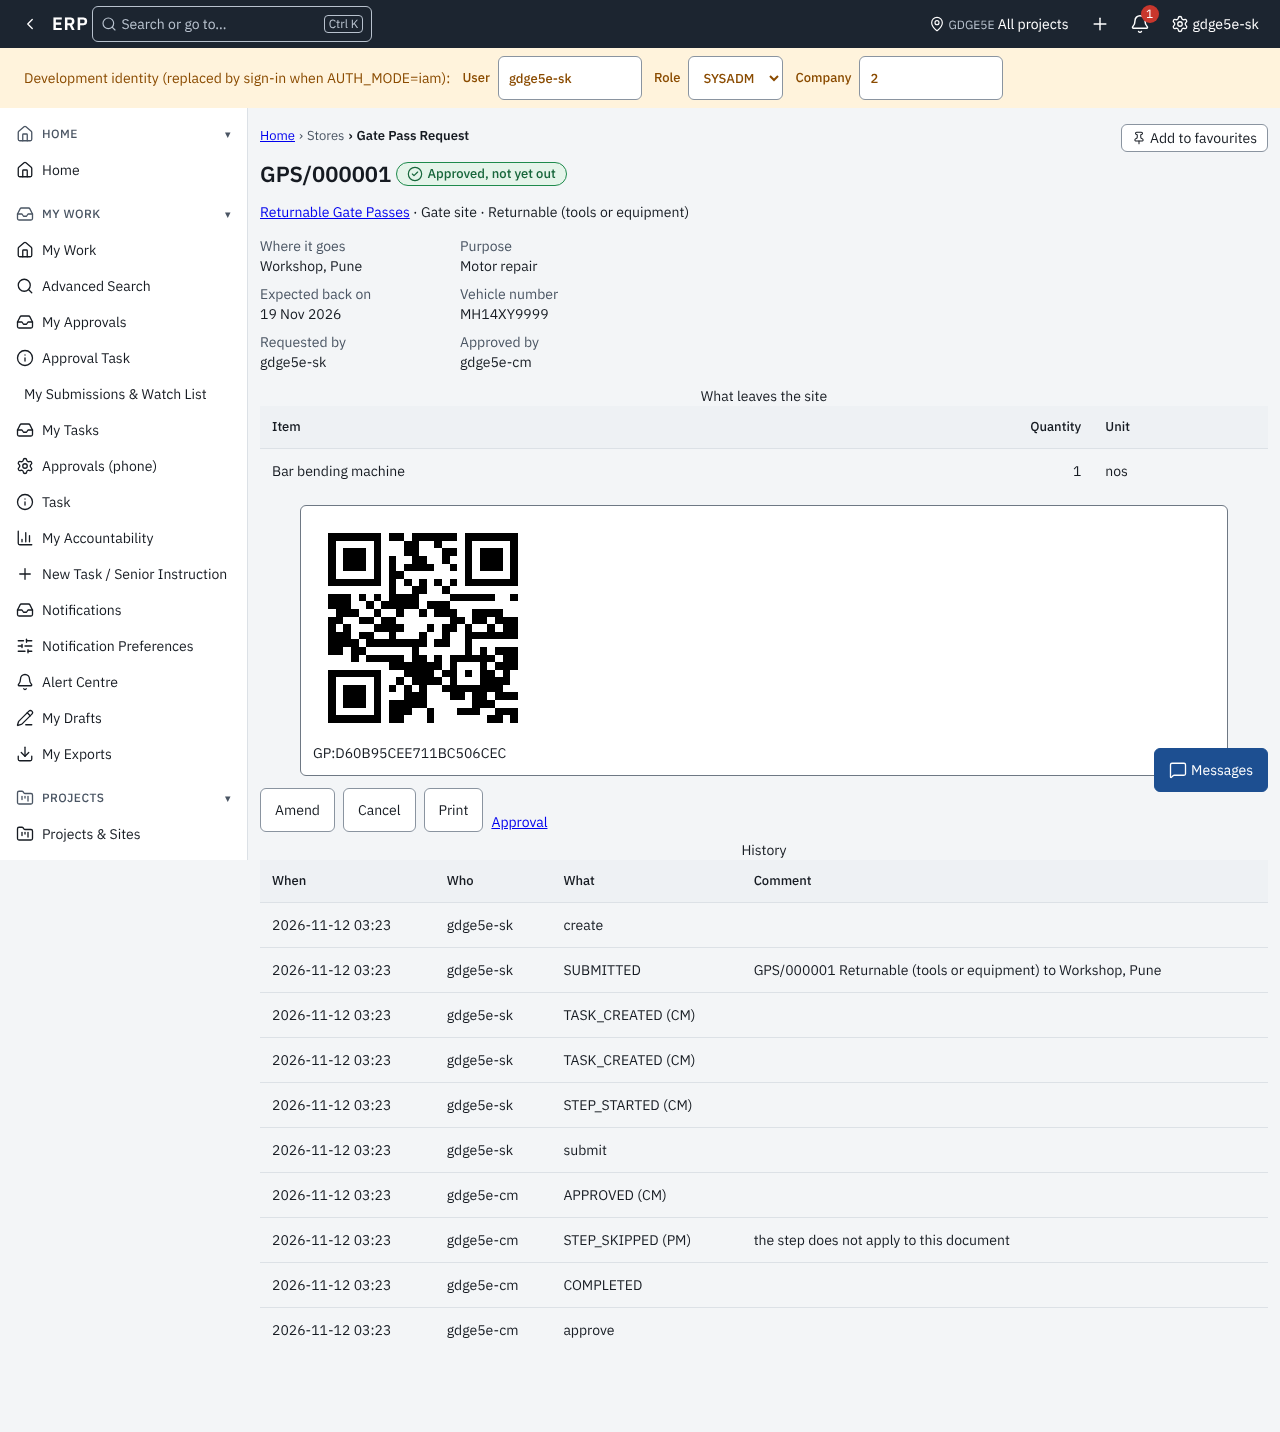 ERP
Search or go to...
Ctrl K
GDGE5E All projects
1
gdge5e-sk
Development identity (replaced by sign-in when AUTH_MODE=iam):
User
gdge5e-sk
Role
SYSADM
Company
2
HOME
Home
MY WORK
My Work
Advanced Search
My Approvals
Approval Task
My Submissions & Watch List
My Tasks
Approvals (phone)
Task
My Accountability
New Task / Senior Instruction
Notifications
Notification Preferences
Alert Centre
My Drafts
My Exports
PROJECTS
Projects & Sites
Home › Stores › Gate Pass Request
Add to favourites
GPS/000001
Approved, not yet out
Returnable Gate Passes · Gate site · Returnable (tools or equipment)
Where it goes
Workshop, Pune
Purpose
Motor repair
Expected back on
19 Nov 2026
Vehicle number
MH14XY9999
Requested by
gdge5e-sk
Approved by
gdge5e-cm
What leaves the site
Item Quantity Unit
Bar bending machine 1 nos
GP:D60B95CEE711BC506CEC
Messages
Amend
Cancel
Print
Approval
History
When Who What Comment
2026-11-12 03:23 gdge5e-sk create
2026-11-12 03:23 gdge5e-sk SUBMITTED GPS/000001 Returnable (tools or equipment) to Workshop, Pune
2026-11-12 03:23 gdge5e-sk TASK_CREATED (CM)
2026-11-12 03:23 gdge5e-sk TASK_CREATED (CM)
2026-11-12 03:23 gdge5e-sk STEP_STARTED (CM)
2026-11-12 03:23 gdge5e-sk submit
2026-11-12 03:23 gdge5e-cm APPROVED (CM)
2026-11-12 03:23 gdge5e-cm STEP_SKIPPED (PM) the step does not apply to this document
2026-11-12 03:23 gdge5e-cm COMPLETED
2026-11-12 03:23 gdge5e-cm approve